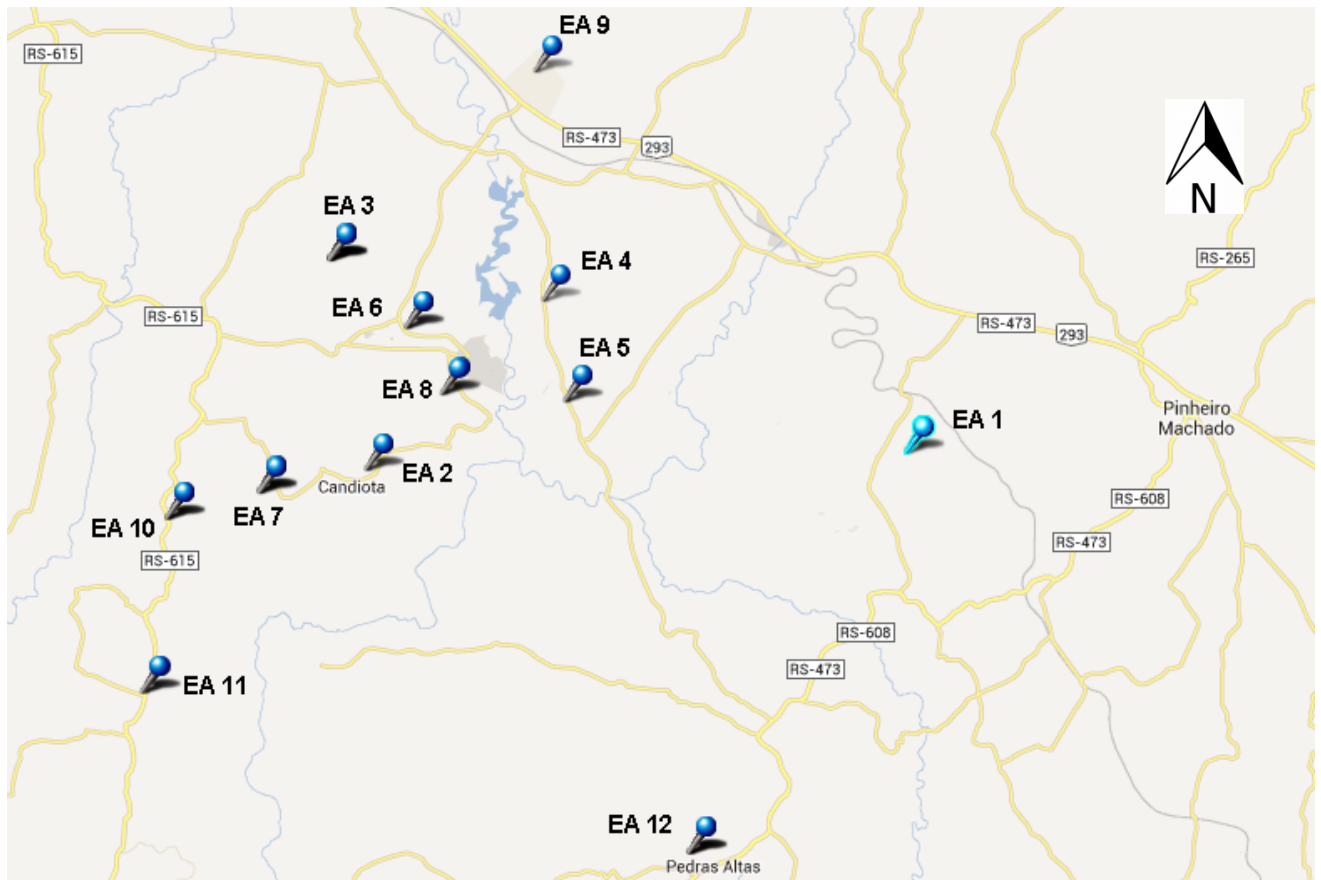 EA 9
RS-615
RS-473
293
N
EA 3
RS-265
EA 4
EA 6
RS-615
RS-473
293
EA 5
EA 8
Pinheiro
Machado
EA 1
EA 2
Candiota
RS-608
EA 7
EA 10
RS-473
RS-615
RS-608
RS-473
EA 11
EA 12
Pedras Altas